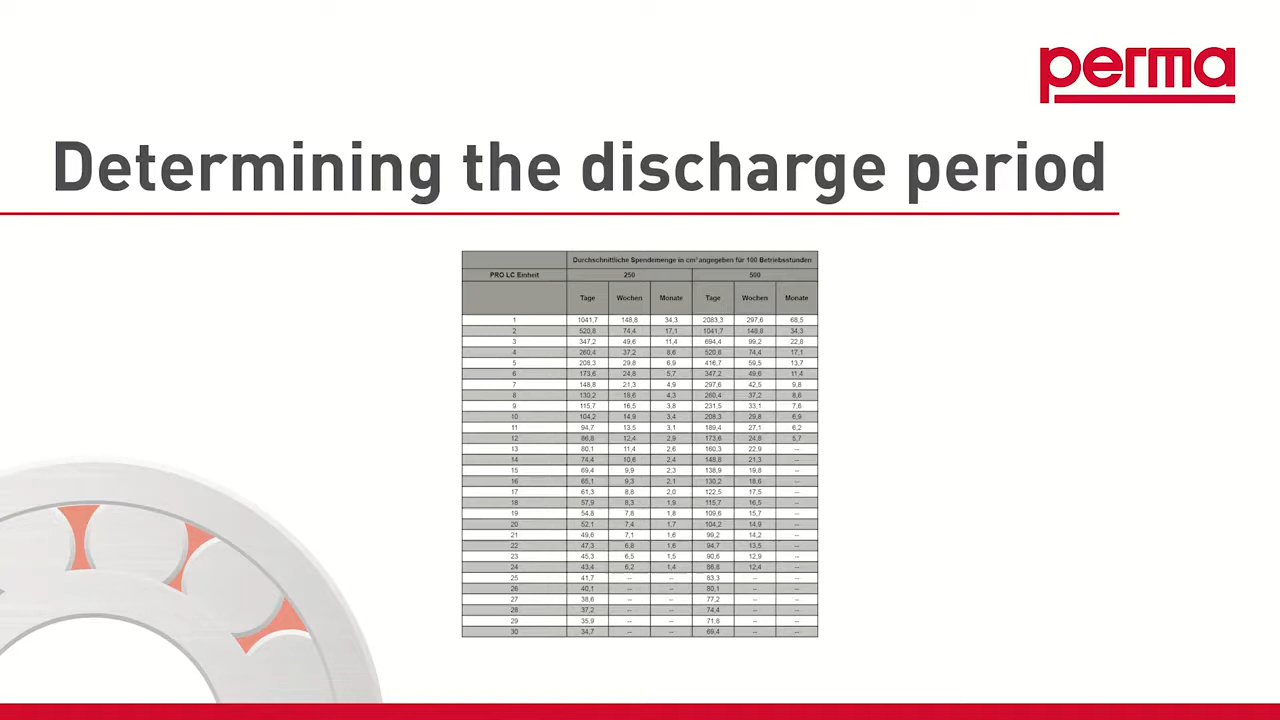 perma
Determining the discharge period
Durchschnittliche Spendemenge in cm³ angegeben für 100 Betriebsstunden
PRO LC Einheit 250 500
Tage Wochen Monate Tage Wochen Monate
1 1041,7 148,8 34,3 2083,3 297,6 68,5
2 520,8 74,4 17,1 1041,7 148,8 34,3
3 347,2 49,6 11,4 694,4 99,2 22,8
4 260,4 37,2 8,6 520,8 74,4 17,1
5 208,3 29,8 6,9 416,7 59,5 13,7
6 173,6 24,8 5,7 347,2 49,6 11,4
7 148,8 21,3 4,9 297,6 42,5 9,8
8 130,2 18,6 4,3 260,4 37,2 8,6
9 115,7 16,5 3,8 231,5 33,1 7,6
10 104,2 14,9 3,4 208,3 29,8 6,9
11 94,7 13,5 3,1 189,4 27,1 6,2
12 86,8 12,4 2,9 173,6 24,8 5,7
13 80,1 11,4 2,6 160,3 22,9 --
14 74,4 10,6 2,4 148,8 21,3 --
15 69,4 9,9 2,3 138,9 19,8 --
16 65,1 9,3 2,1 130,2 18,6 --
17 61,3 8,8 2,0 122,5 17,5 --
18 57,9 8,3 1,9 115,7 16,5 --
19 54,8 7,8 1,8 109,6 15,7 --
20 52,1 7,4 1,7 104,2 14,9 --
21 49,6 7,1 1,6 99,2 14,2 --
22 47,3 6,8 1,6 94,7 13,5 --
23 45,3 6,5 1,5 90,6 12,9 --
24 43,4 6,2 1,4 86,8 12,4 --
25 41,7 -- -- 83,3 -- --
26 40,1 -- -- 80,1 -- --
27 38,6 -- -- 77,2 -- --
28 37,2 -- -- 74,4 -- --
29 35,9 -- -- 71,8 -- --
30 34,7 -- -- 69,4 -- --